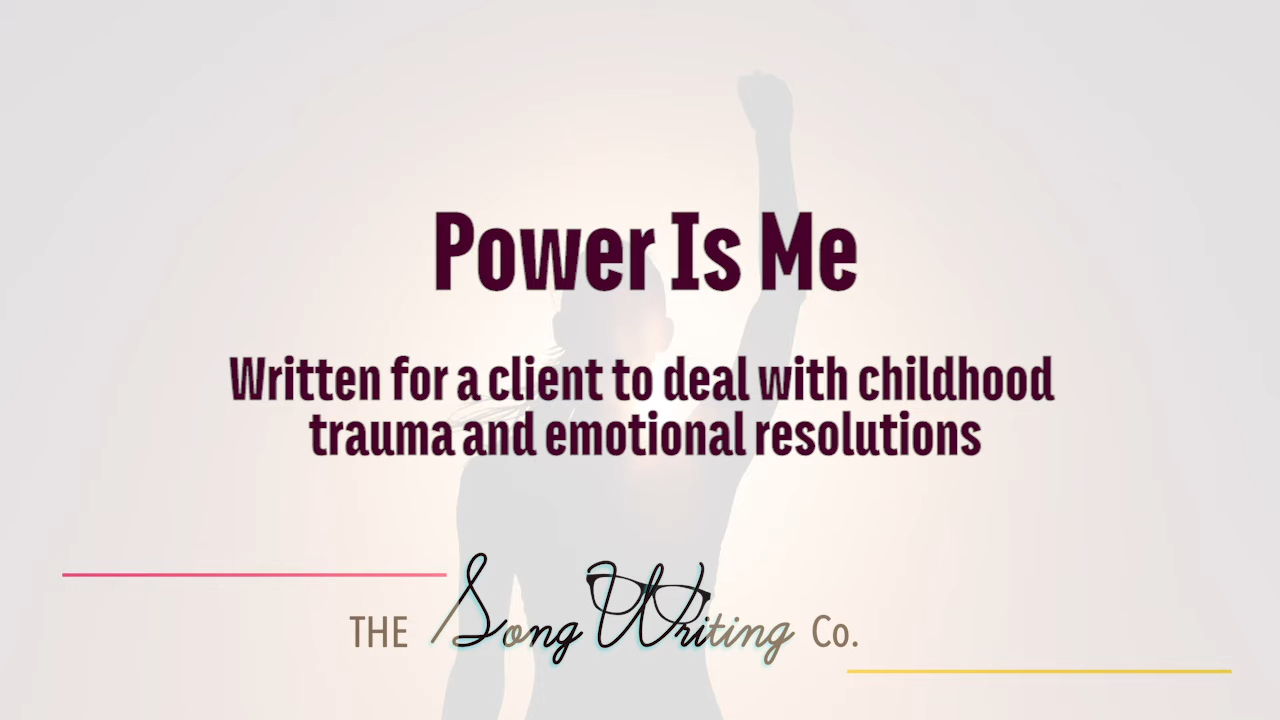 Power Is Me
Written for a client to deal with childhood
trauma and emotional resolutions
THE Song Writing Co.